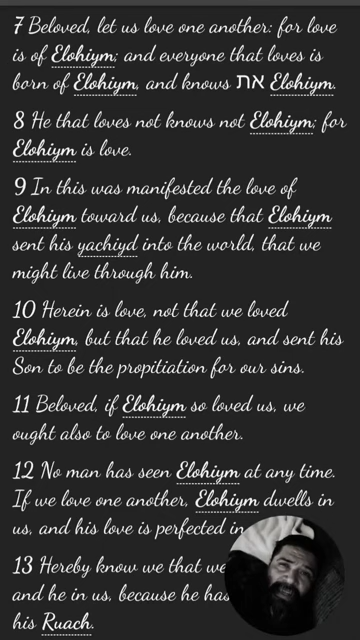 7 Beloved, let us love one another: for love
is of Elohiym; and everyone that loves is
born of Elohiym, and knows את Elohiym.
8 He that loves not knows not Elohiym; for
Elohiym is love.
9 In this was manifested the love of
Elohiym toward us, because that Elohiym
sent his yachiyd into the world, that we
might live through him.
10 Herein is love, not that we loved
Elohiym, but that he loved us, and sent his
Son to be the propitiation for our sins.
11 Beloved, if Elohiym so loved us, we
ought also to love one another.
12 No man has seen Elohiym at any time.
If we love one another, Elohiym dwells in
us, and his love is perfected in
13 Hereby know we that we
and he in us, because he has
his Ruach.